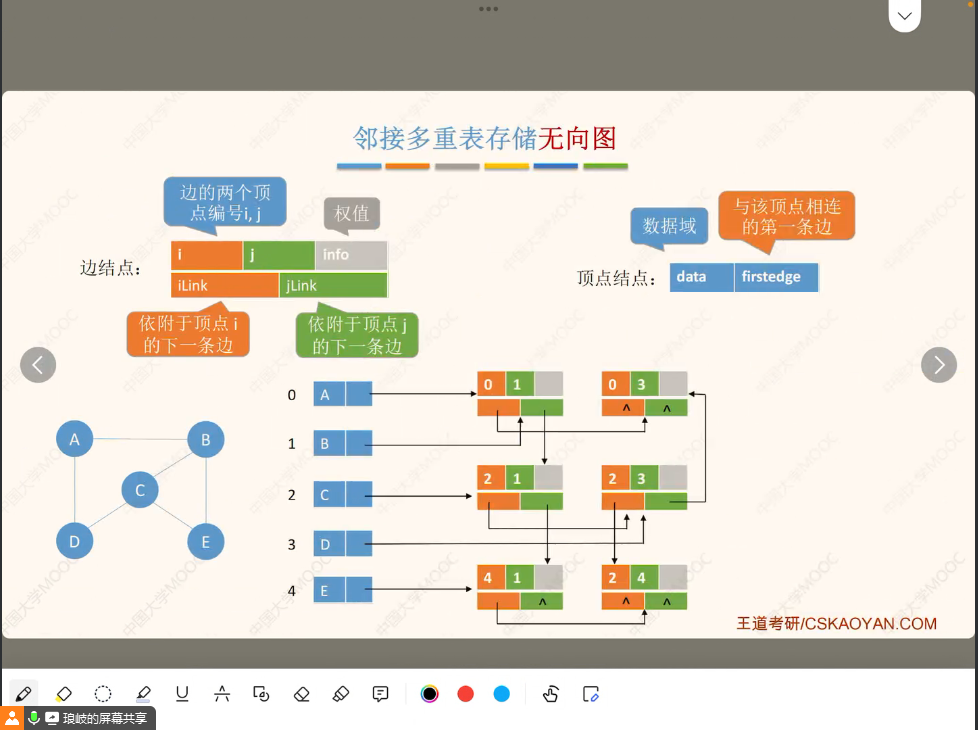 邻接多重表存储无向图
边的两个顶
点编号i, j
权值
数据域
与该顶点相连
的第一条边
边结点：
i j info
iLink jLink
顶点结点：
data firstedge
依附于顶点 i
的下一条边
依附于顶点 j
的下一条边
0 A 0 1 0 3
^ ^
1 B
A B
2 1 2 3
C
2 C
D E
3 D
4 E 4 1 2 4
^ ^ ^
王道考研/CSKAOYAN.COM
琅岐的屏幕共享
中国大学MOOC